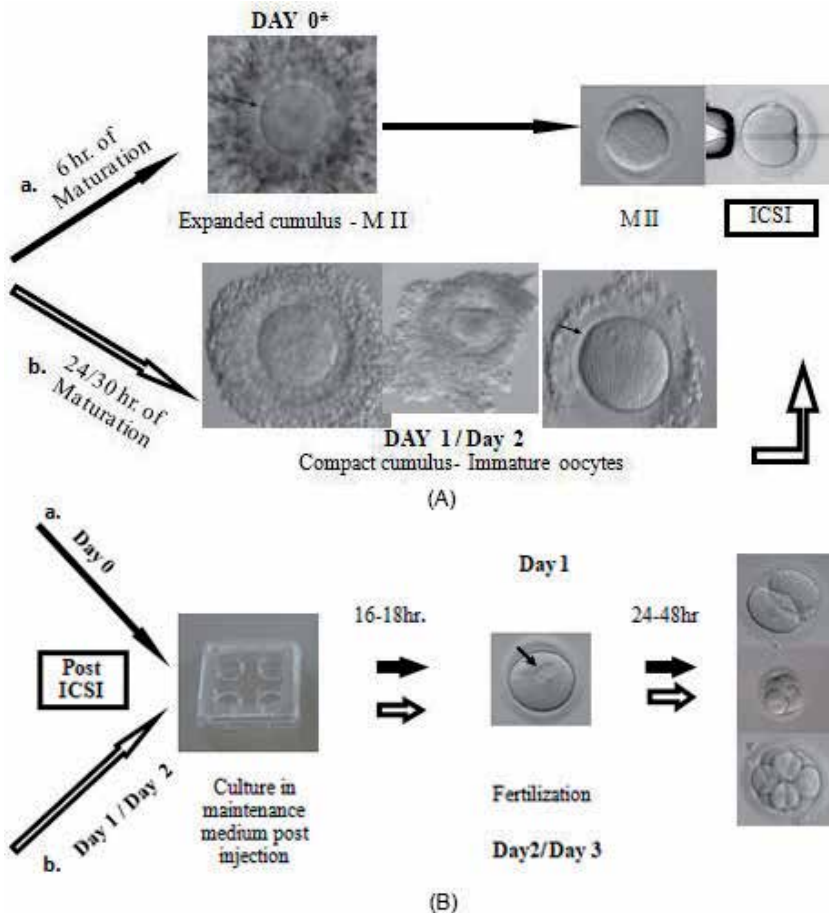 DAY 0*
a.
6 hr. of
Maturation
Expanded cumulus - M II
M II
ICSI
b.
24/30 hr. of
Maturation
DAY 1 / Day 2
Compact cumulus- Immature oocytes
(A)
a.
Day 0
Day 1
16-18hr.
24-48hr
Post
ICSI
Day 1 / Day 2
b.
Culture in
maintenance
medium post
injection
Fertilization
Day2/Day 3
(B)